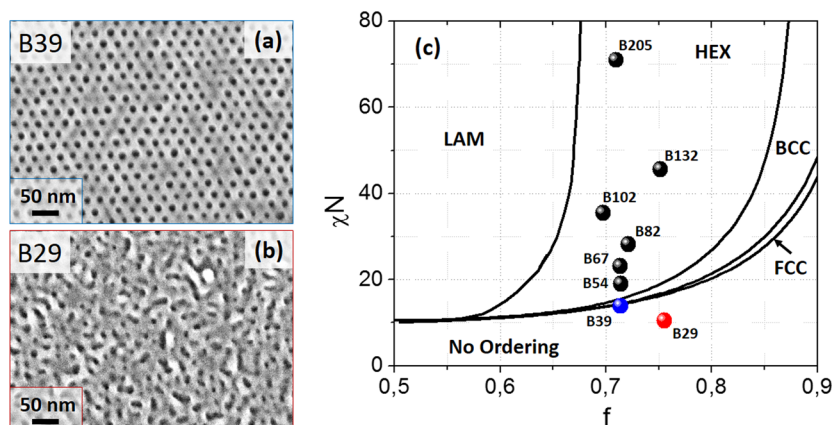 B39 (a)
50 nm
B29 (b)
50 nm
(c)
χN
80
60
40
20
0
0,5 0,6 0,7 0,8 0,9
f
LAM
HEX
BCC
FCC
No Ordering
B205
B132
B102
B82
B67
B54
B39
B29